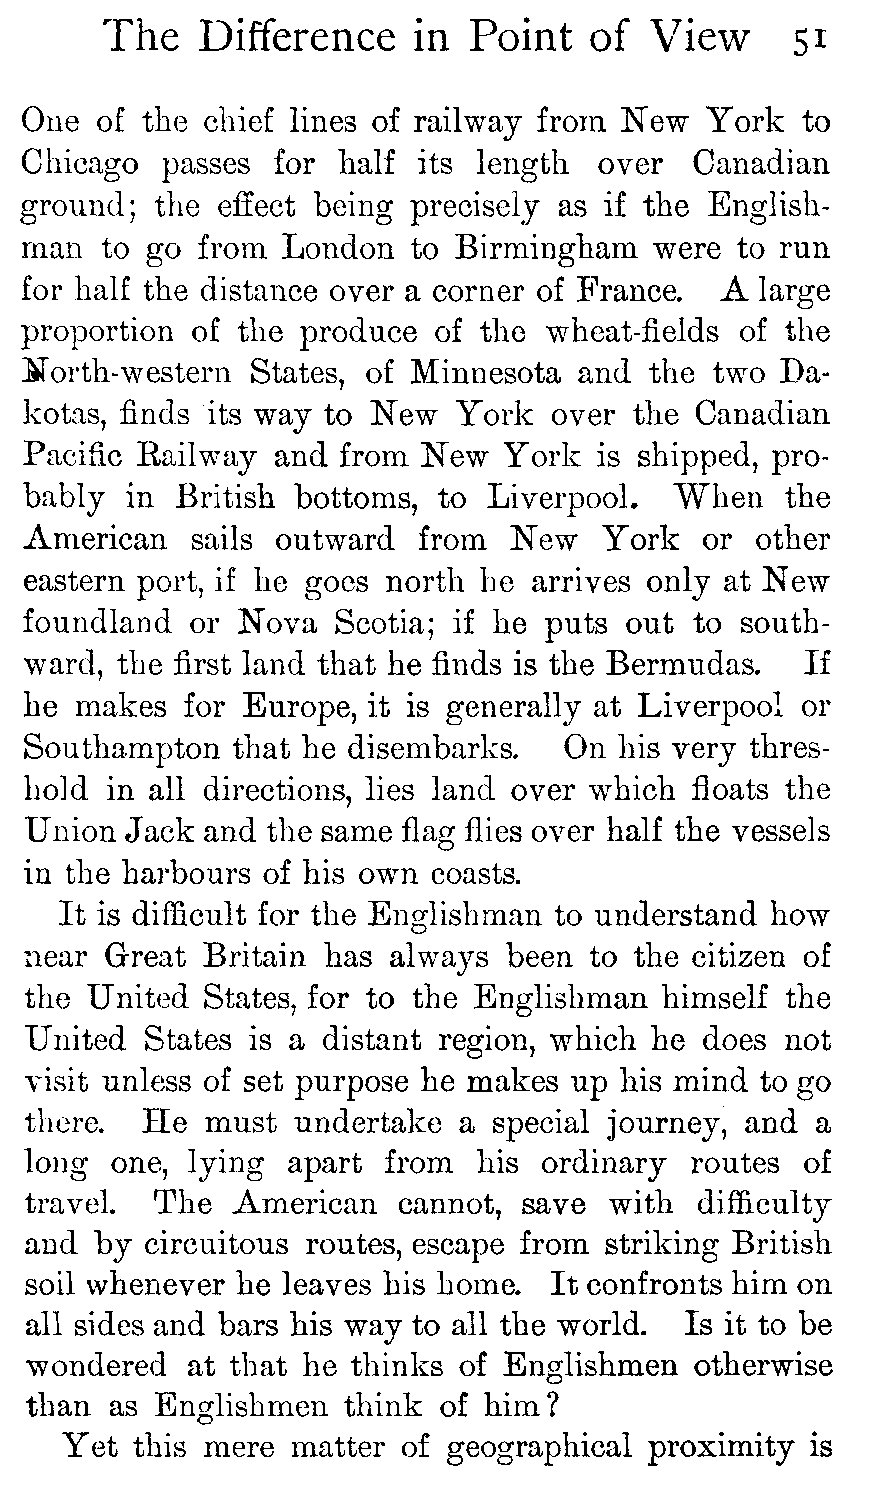 The Difference in Point of View 51
One of the chief lines of railway from New York to
Chicago passes for half its length over Canadian
ground; the effect being precisely as if the English-
man to go from London to Birmingham were to run
for half the distance over a corner of France. A large
proportion of the produce of the wheat-fields of the
North-western States, of Minnesota and the two Da-
kotas, finds its way to New York over the Canadian
Pacific Railway and from New York is shipped, pro-
bably in British bottoms, to Liverpool. When the
American sails outward from New York or other
eastern port, if he goes north he arrives only at New
foundland or Nova Scotia; if he puts out to south-
ward, the first land that he finds is the Bermudas. If
he makes for Europe, it is generally at Liverpool or
Southampton that he disembarks. On his very thres-
hold in all directions, lies land over which floats the
Union Jack and the same flag flies over half the vessels
in the harbours of his own coasts.
It is difficult for the Englishman to understand how
near Great Britain has always been to the citizen of
the United States, for to the Englishman himself the
United States is a distant region, which he does not
visit unless of set purpose he makes up his mind to go
there. He must undertake a special journey, and a
long one, lying apart from his ordinary routes of
travel. The American cannot, save with difficulty
and by circuitous routes, escape from striking British
soil whenever he leaves his home. It confronts him on
all sides and bars his way to all the world. Is it to be
wondered at that he thinks of Englishmen otherwise
than as Englishmen think of him?
Yet this mere matter of geographical proximity is